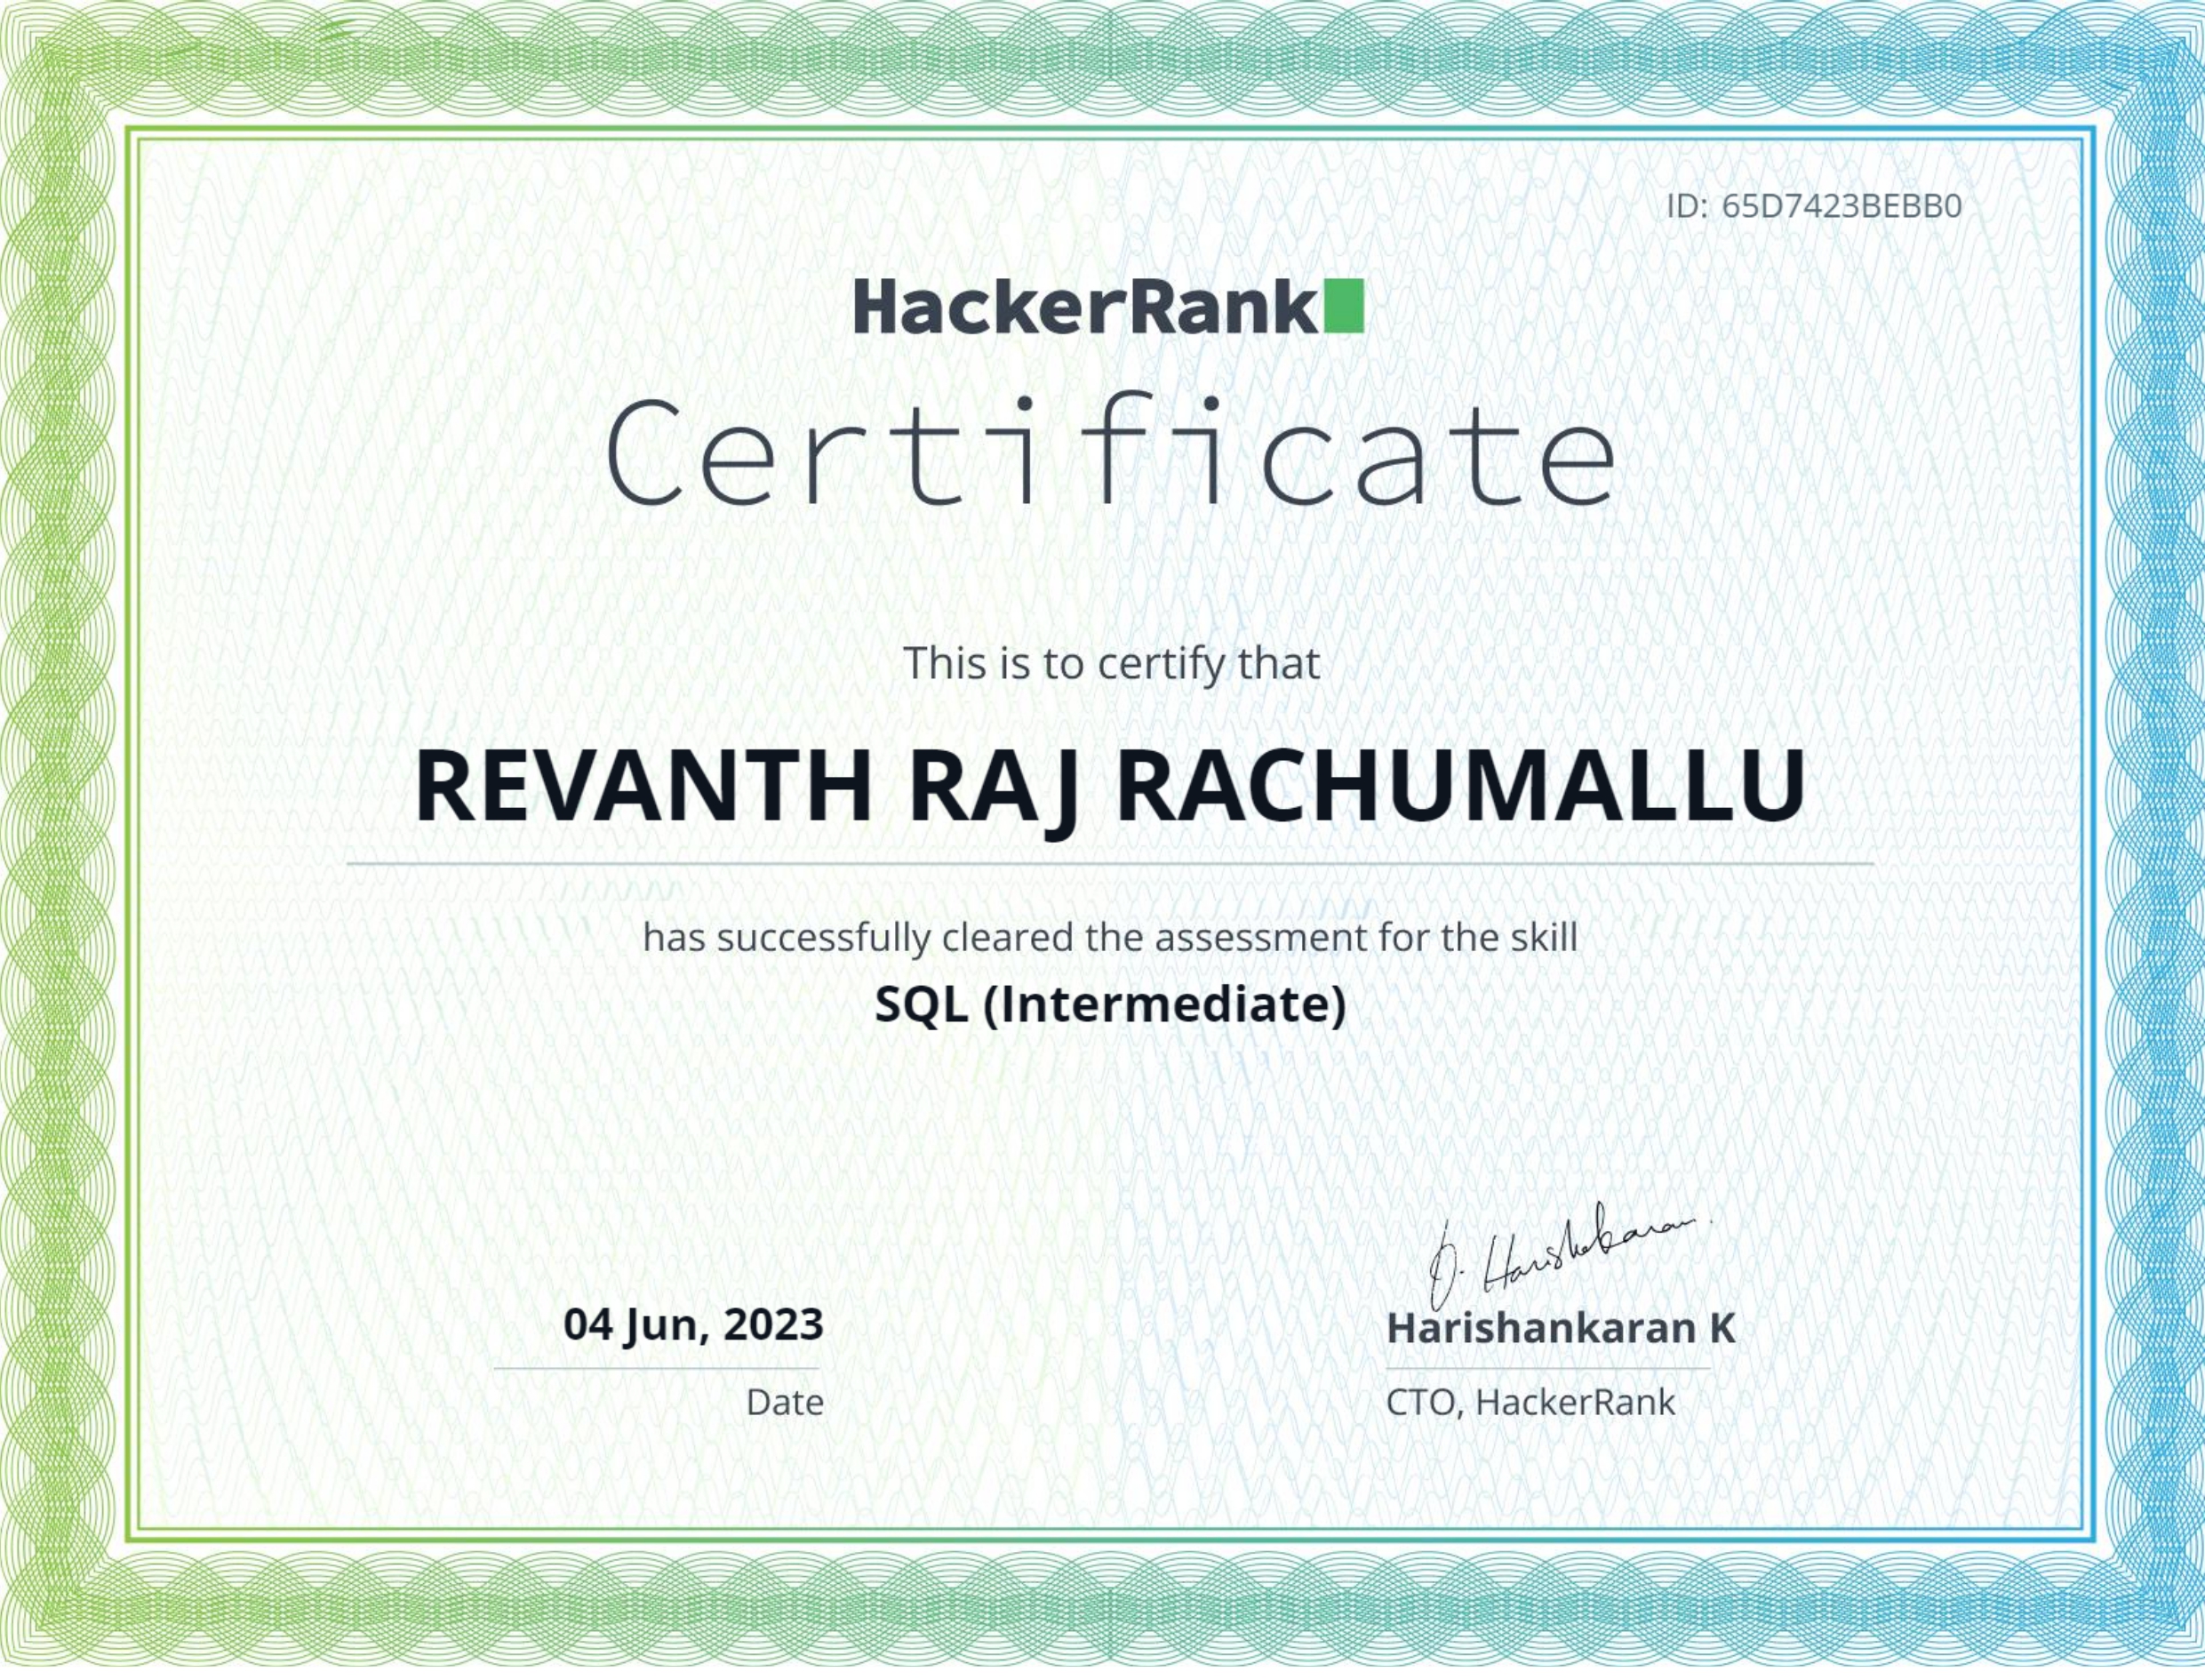 ID: 65D7423BEBB0
HackerRank
Certificate
This is to certify that
REVANTH RAJ RACHUMALLU
has successfully cleared the assessment for the skill
SQL (Intermediate)
04 Jun, 2023
Date
Harishankaran K
CTO, HackerRank